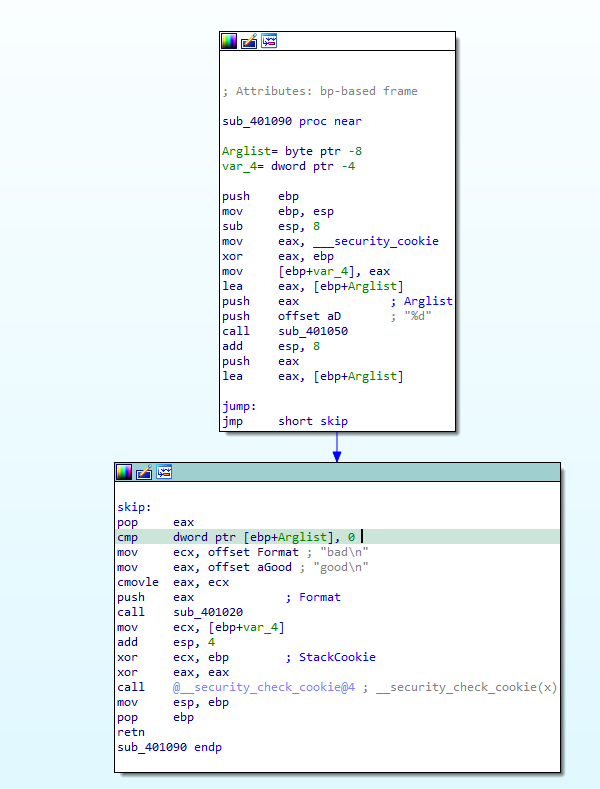 ; Attributes: bp-based frame
sub_401090 proc near
Arglist= byte ptr -8
var_4= dword ptr -4
push ebp
mov ebp, esp
sub esp, 8
mov eax, ___security_cookie
xor eax, ebp
mov [ebp+var_4], eax
lea eax, [ebp+Arglist]
push eax ; Arglist
push offset aD ; "%d"
call sub_401050
add esp, 8
push eax
lea eax, [ebp+Arglist]
jump:
jmp short skip
skip:
pop eax
cmp dword ptr [ebp+Arglist], 0
mov ecx, offset Format ; "bad\n"
mov eax, offset aGood ; "good\n"
cmovle eax, ecx
push eax ; Format
call sub_401020
mov ecx, [ebp+var_4]
add esp, 4
xor ecx, ebp ; StackCookie
xor eax, eax
call @__security_check_cookie@4 ; __security_check_cookie(x)
mov esp, ebp
pop ebp
retn
sub_401090 endp